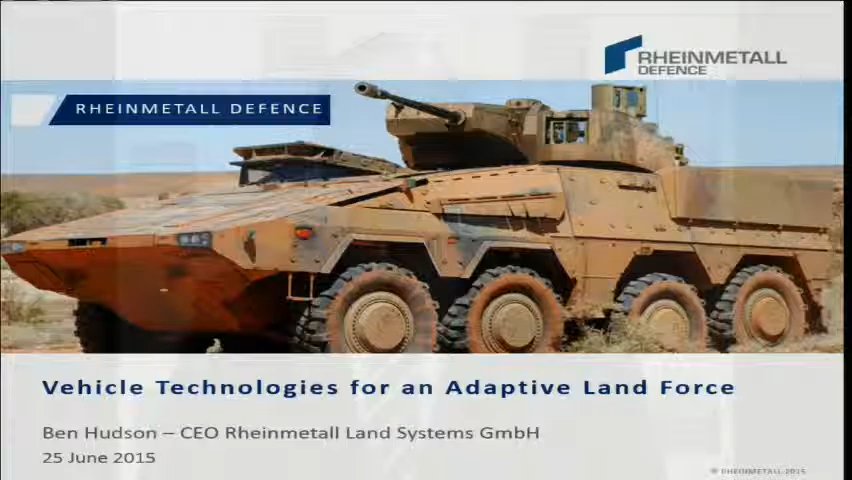 RHEINMETALL
DEFENCE
RHEINMETALL DEFENCE
Vehicle Technologies for an Adaptive Land Force
Ben Hudson – CEO Rheinmetall Land Systems GmbH
25 June 2015
© RHEINMETALL 2015